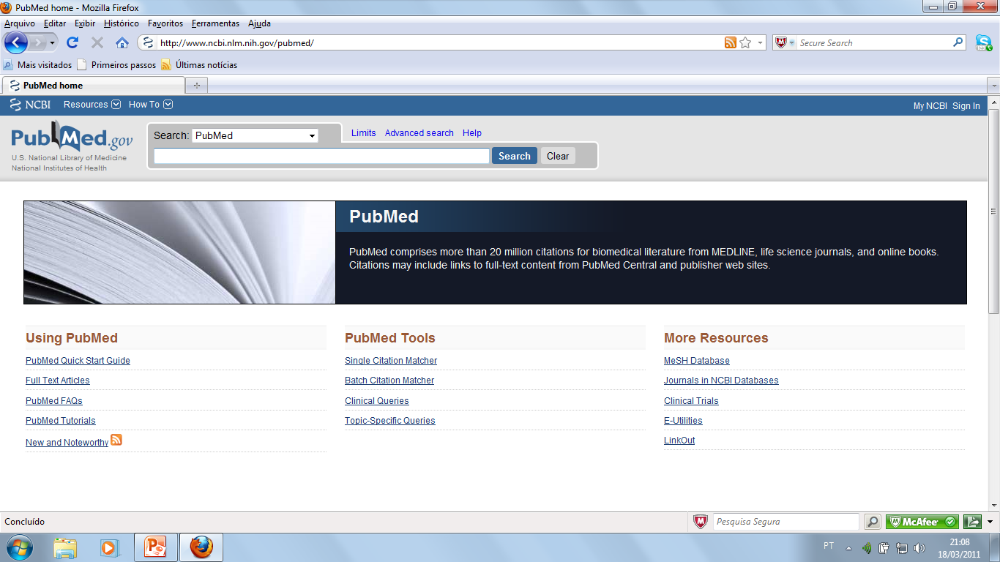 PubMed home - Mozilla Firefox
Arquivo Editar Exibir Histórico Favoritos Ferramentas Ajuda
http://www.ncbi.nlm.nih.gov/pubmed/
Secure Search
Mais visitados Primeiros passos Últimas notícias
PubMed home
NCBI Resources How To My NCBI Sign In
PubMed.gov
U.S. National Library of Medicine
National Institutes of Health
Search: PubMed Limits Advanced search Help
Search Clear
PubMed
PubMed comprises more than 20 million citations for biomedical literature from MEDLINE, life science journals, and online books.
Citations may include links to full-text content from PubMed Central and publisher web sites.
Using PubMed
PubMed Quick Start Guide
Full Text Articles
PubMed FAQs
PubMed Tutorials
New and Noteworthy
PubMed Tools
Single Citation Matcher
Batch Citation Matcher
Clinical Queries
Topic-Specific Queries
More Resources
MeSH Database
Journals in NCBI Databases
Clinical Trials
E-Utilities
LinkOut
Concluído
Pesquisa Segura
McAfee
PT
21:08
18/03/2011